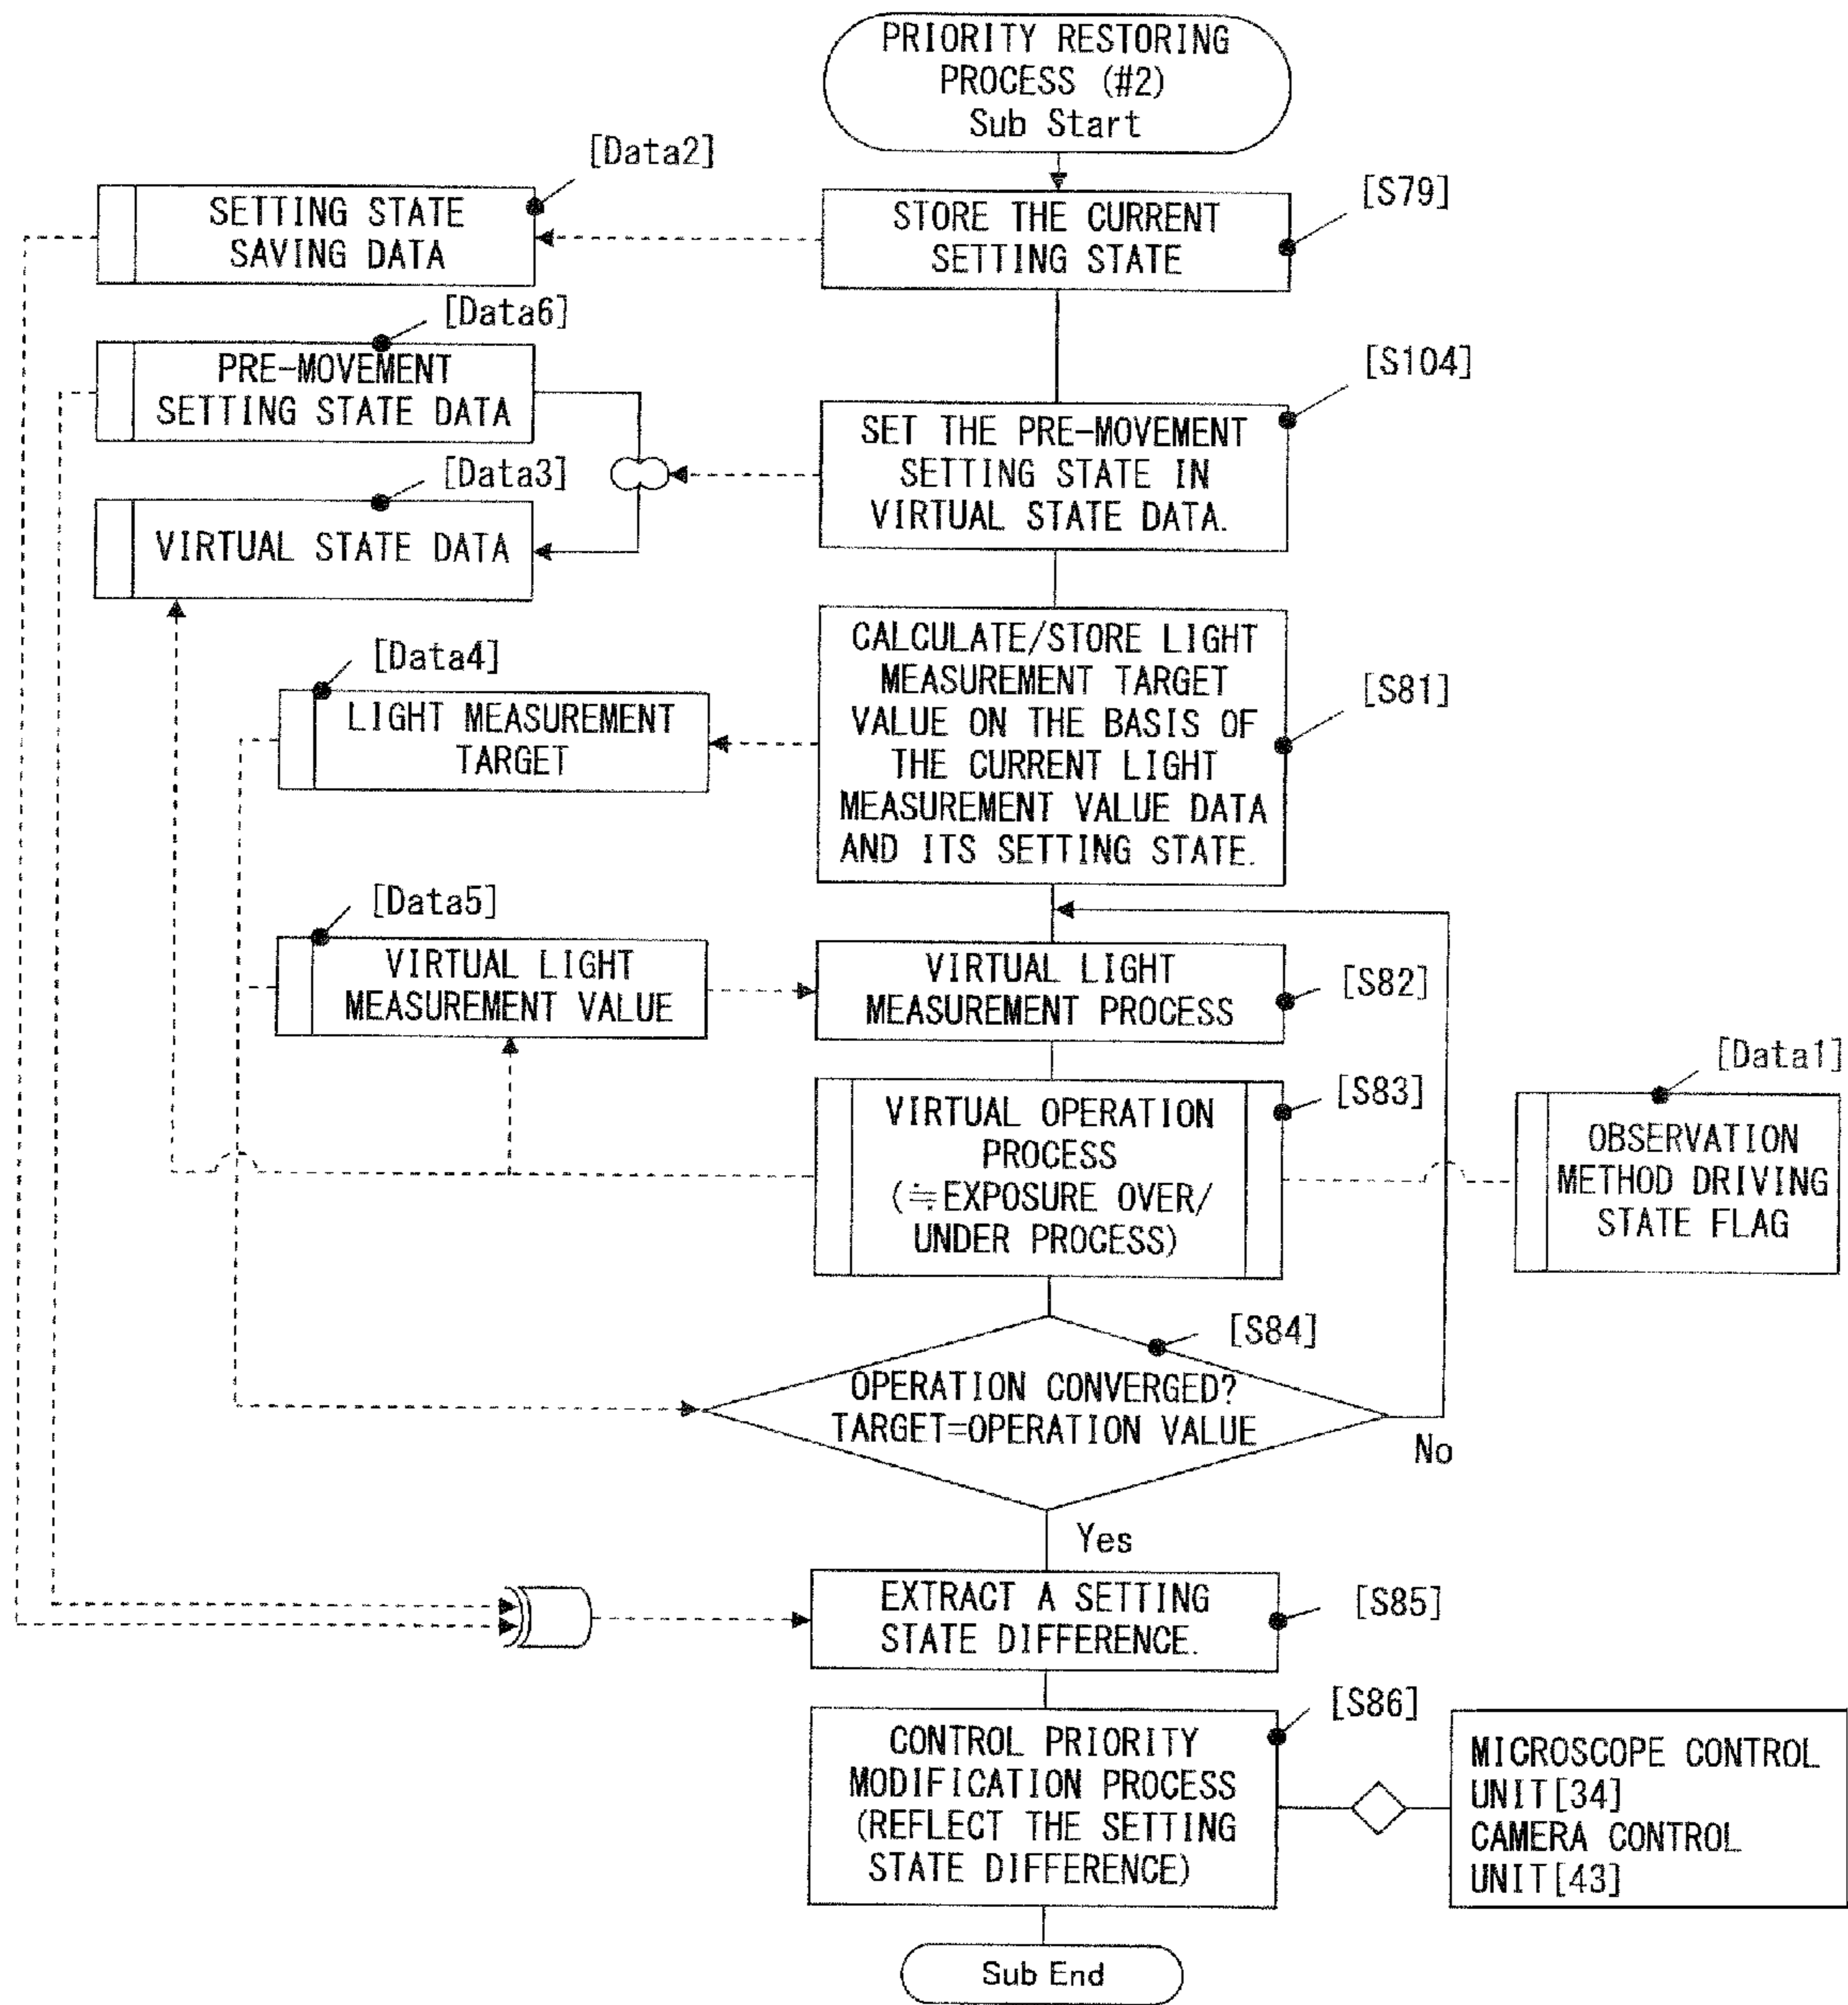 PRIORITY RESTORING
PROCESS (#2)
Sub Start
[Data2]
SETTING STATE
SAVING DATA
STORE THE CURRENT
SETTING STATE
[S79]
[Data6]
PRE-MOVEMENT
SETTING STATE DATA
[S104]
SET THE PRE-MOVEMENT
SETTING STATE IN
VIRTUAL STATE DATA.
[Data3]
VIRTUAL STATE DATA
CALCULATE/STORE LIGHT
MEASUREMENT TARGET
VALUE ON THE BASIS OF
THE CURRENT LIGHT
MEASUREMENT VALUE DATA
AND ITS SETTING STATE.
[S81]
[Data4]
LIGHT MEASUREMENT
TARGET
[Data5]
VIRTUAL LIGHT
MEASUREMENT VALUE
VIRTUAL LIGHT
MEASUREMENT PROCESS
[S82]
VIRTUAL OPERATION
PROCESS
(≒EXPOSURE OVER/
UNDER PROCESS)
[S83]
[Data1]
OBSERVATION
METHOD DRIVING
STATE FLAG
[S84]
OPERATION CONVERGED?
TARGET=OPERATION VALUE
No
Yes
EXTRACT A SETTING
STATE DIFFERENCE.
[S85]
CONTROL PRIORITY
MODIFICATION PROCESS
(REFLECT THE SETTING
STATE DIFFERENCE)
[S86]
MICROSCOPE CONTROL
UNIT[34]
CAMERA CONTROL
UNIT[43]
Sub End